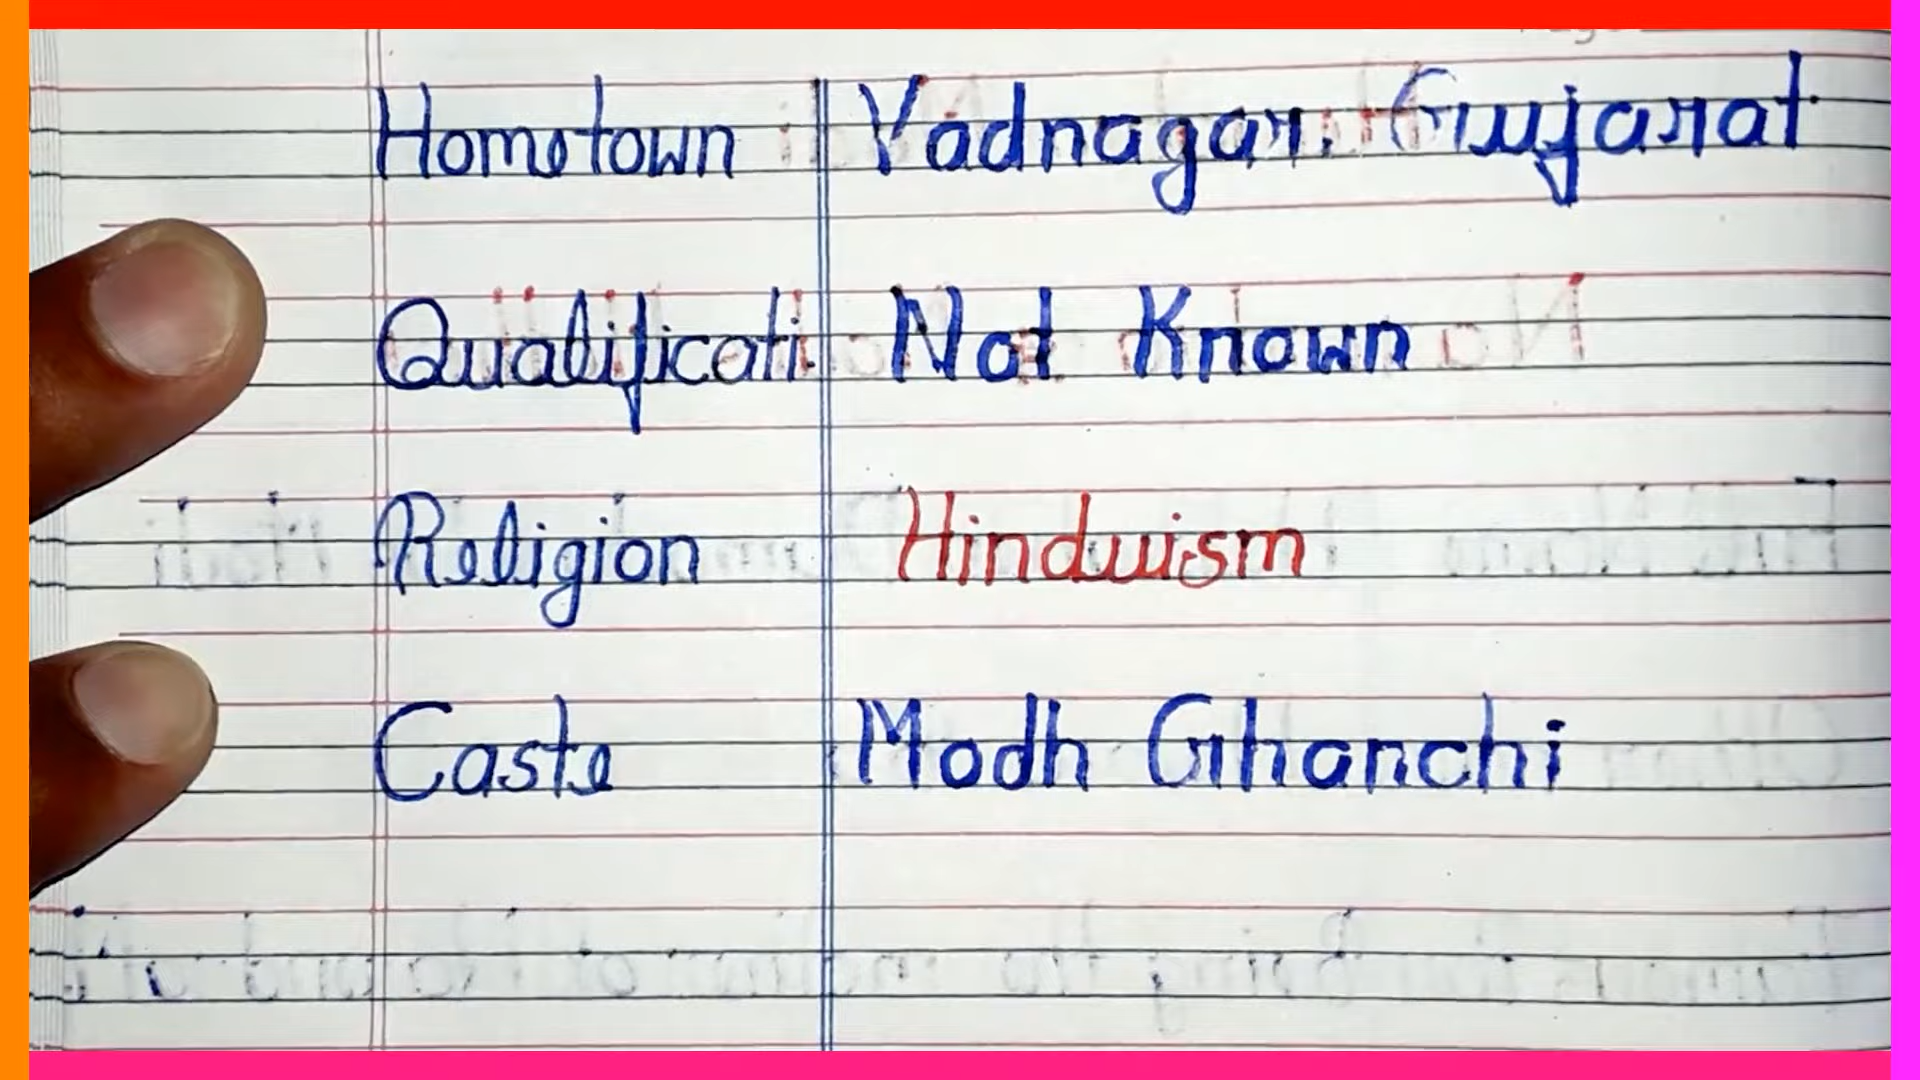 Hometown Vadnagar. Gujarat
Qualificati Not Known
Religion Hinduism
Caste Modh Ghanchi